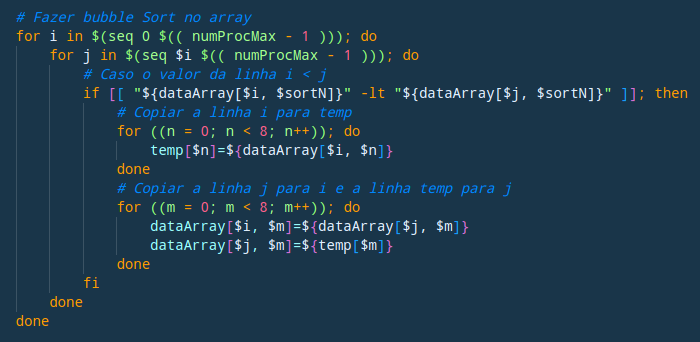 # Fazer bubble Sort no array
for i in $(seq 0 $(( numProcMax - 1 ))); do
    for j in $(seq $i $(( numProcMax - 1 ))); do
        # Caso o valor da linha i < j
        if [[ "${dataArray[$i, $sortN]}" -lt "${dataArray[$j, $sortN]}" ]]; then
            # Copiar a linha i para temp
            for ((n = 0; n < 8; n++)); do
                temp[$n]=${dataArray[$i, $n]}
            done
            # Copiar a linha j para i e a linha temp para j
            for ((m = 0; m < 8; m++)); do
                dataArray[$i, $m]=${dataArray[$j, $m]}
                dataArray[$j, $m]=${temp[$m]}
            done
        fi
    done
done